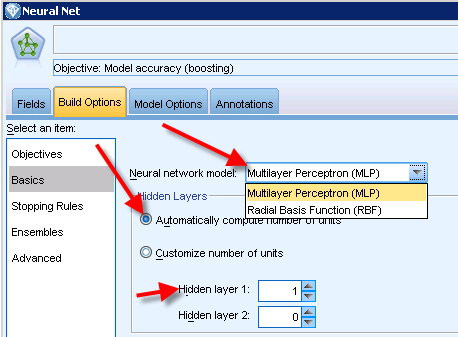 Neural Net
Objective: Model accuracy (boosting)
Fields Build Options Model Options Annotations
Select an item:
Objectives
Basics
Stopping Rules
Ensembles
Advanced
Neural network model: Multilayer Perceptron (MLP)
Multilayer Perceptron (MLP)
Radial Basis Function (RBF)
Hidden Layers
Automatically compute number of units
Customize number of units
Hidden layer 1: 1
Hidden layer 2: 0